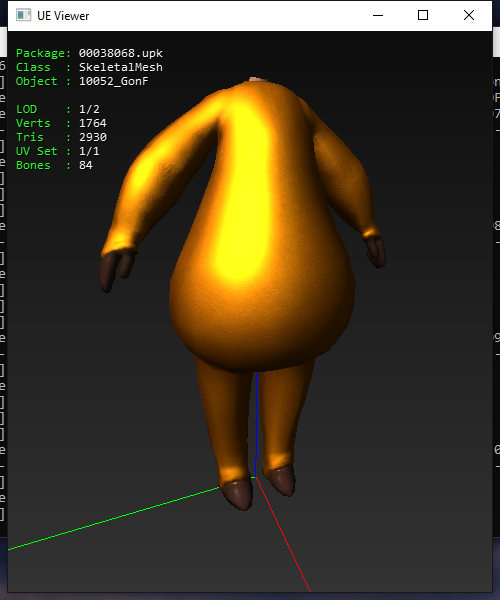 UE Viewer
Package: 00038068.upk
Class : SkeletalMesh
Object : 10052_GonF
LOD : 1/2
Verts : 1764
Tris : 2930
UV Set : 1/1
Bones : 84